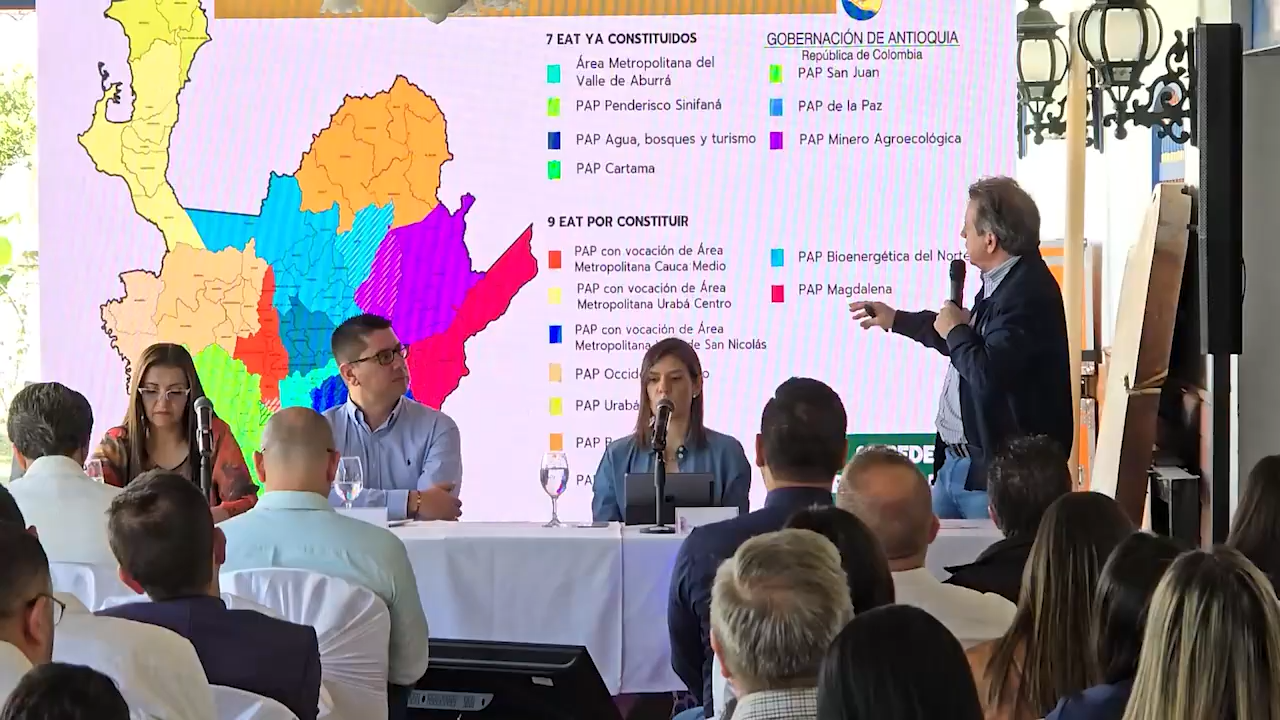 7 EAT YA CONSTITUIDOS
Área Metropolitana del
Valle de Aburrá
PAP Penderisco Sinifaná
PAP Agua, bosques y turismo
PAP Cartama
GOBERNACIÓN DE ANTIOQUIA
República de Colombia
PAP San Juan
PAP de la Paz
PAP Minero Agroecológica
9 EAT POR CONSTITUIR
PAP con vocación de Área
Metropolitana Cauca Medio
PAP con vocación de Área
Metropolitana Urabá Centro
PAP con vocación de Área
Metropolitana de San Nicolás
PAP
PAP Urabá
PAP
PAP Bioenergética del Norte
PAP Magdalena